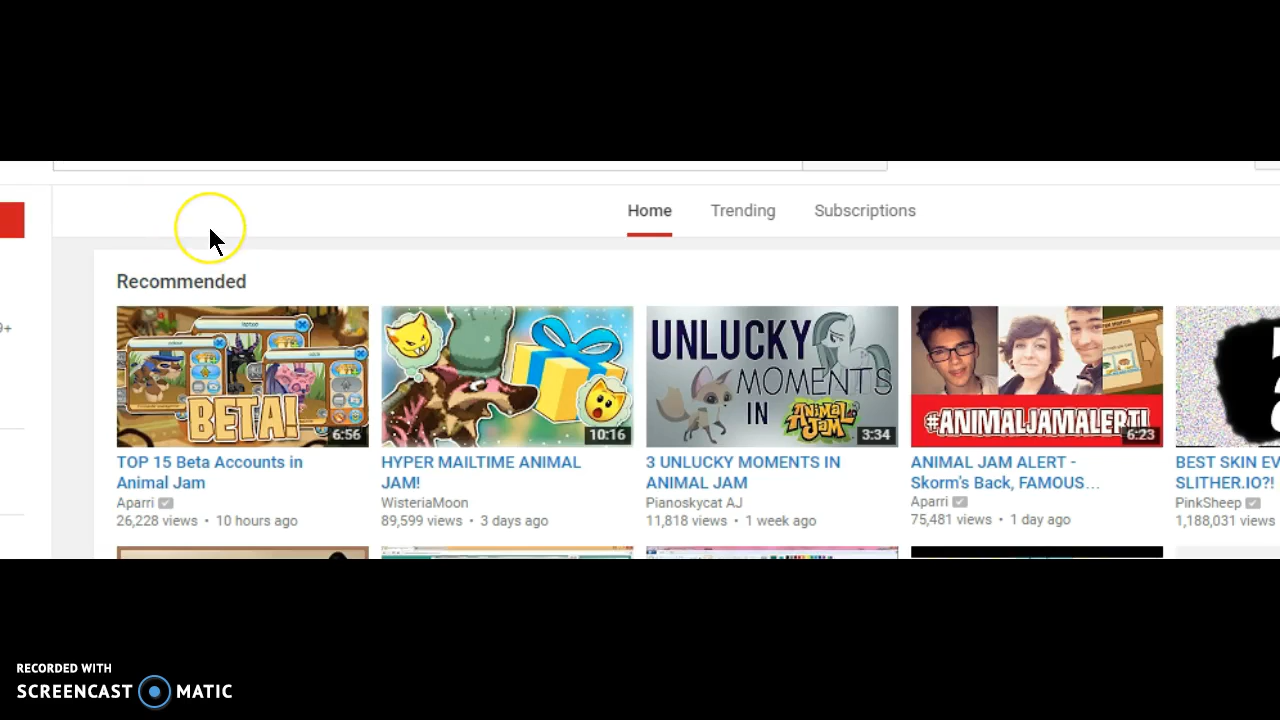 Home Trending Subscriptions
9+
Recommended
BETA!
6:56
10:16
UNLUCKY
MOMENTS
IN ANIMAL JAM
3:34
#ANIMALJAMALERT!
6:23
TOP 15 Beta Accounts in
Animal Jam
Aparri
26,228 views • 10 hours ago
HYPER MAILTIME ANIMAL
JAM!
WisteriaMoon
89,599 views • 3 days ago
3 UNLUCKY MOMENTS IN
ANIMAL JAM
Pianoskycat AJ
11,818 views • 1 week ago
ANIMAL JAM ALERT -
Skorm's Back, FAMOUS...
Aparri
75,481 views • 1 day ago
BEST SKIN EV
SLITHER.IO?!
PinkSheep
1,188,031 views
RECORDED WITH
SCREENCAST MATIC